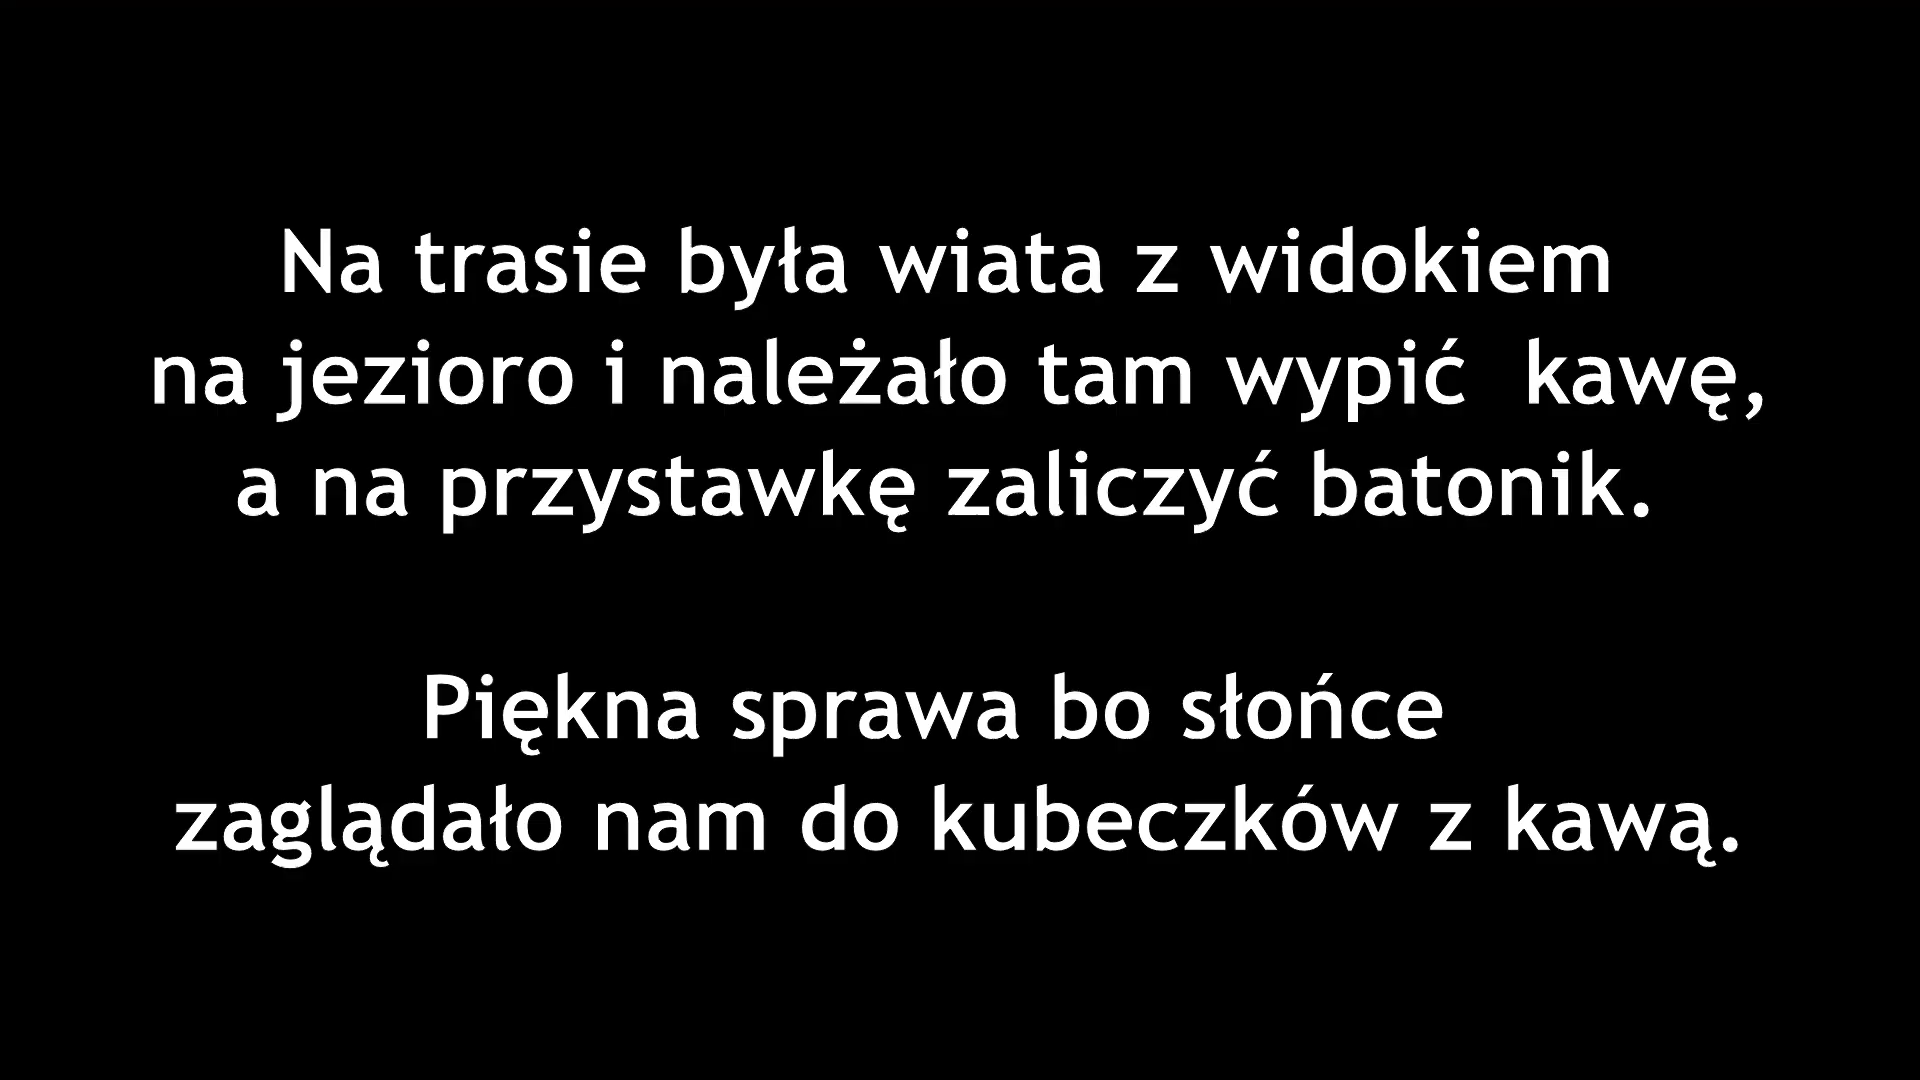 Na trasie była wiata z widokiem
na jezioro i należało tam wypić  kawę,
a na przystawkę zaliczyć batonik.
Piękna sprawa bo słońce
zaglądało nam do kubeczków z kawą.